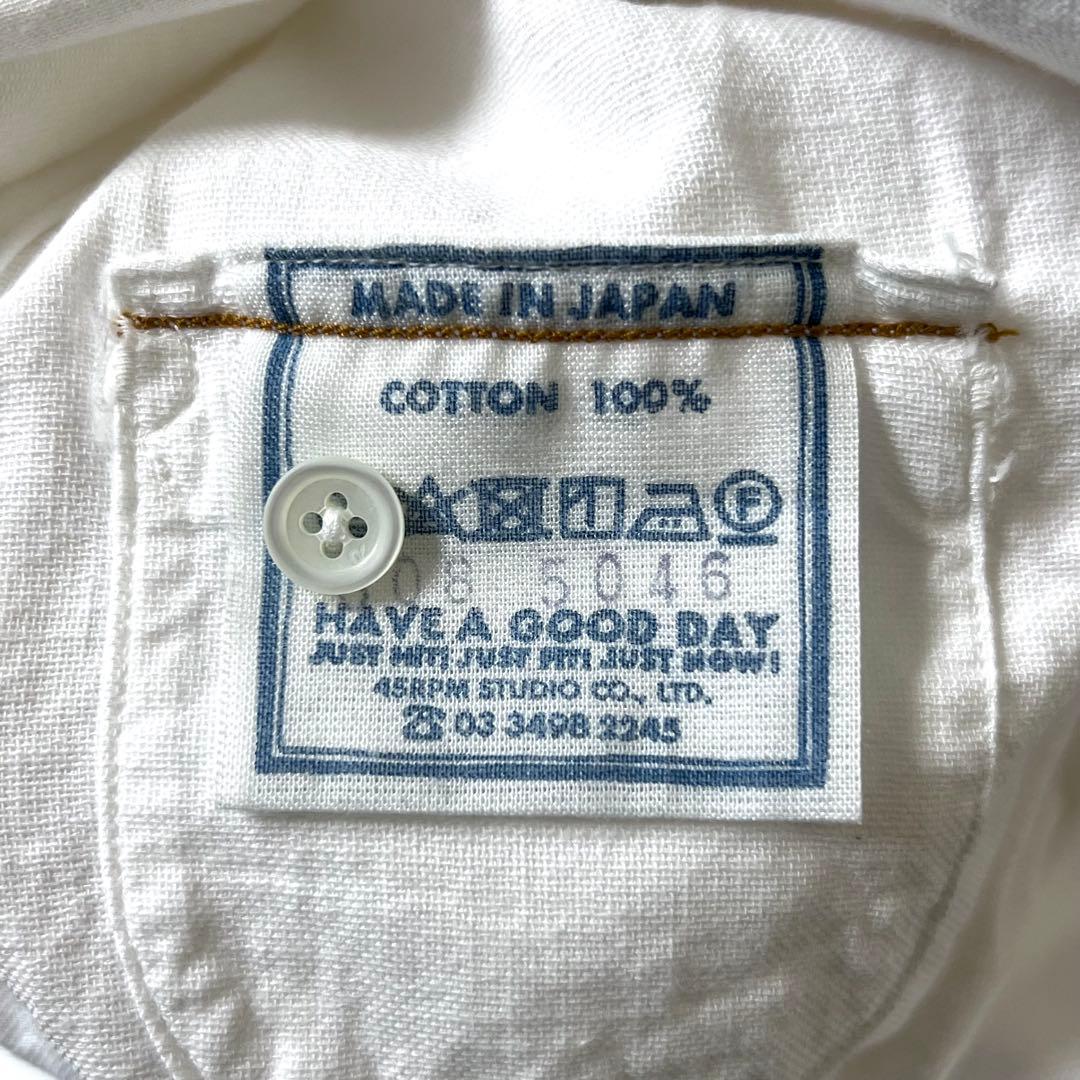 MADE IN JAPAN
COTTON 100%
P
08 5046
HAVE A GOOD DAY
JUST HIT! JUST FIT! JUST NOW!
45RPM STUDIO CO., LTD.
☎ 03 3498 2245